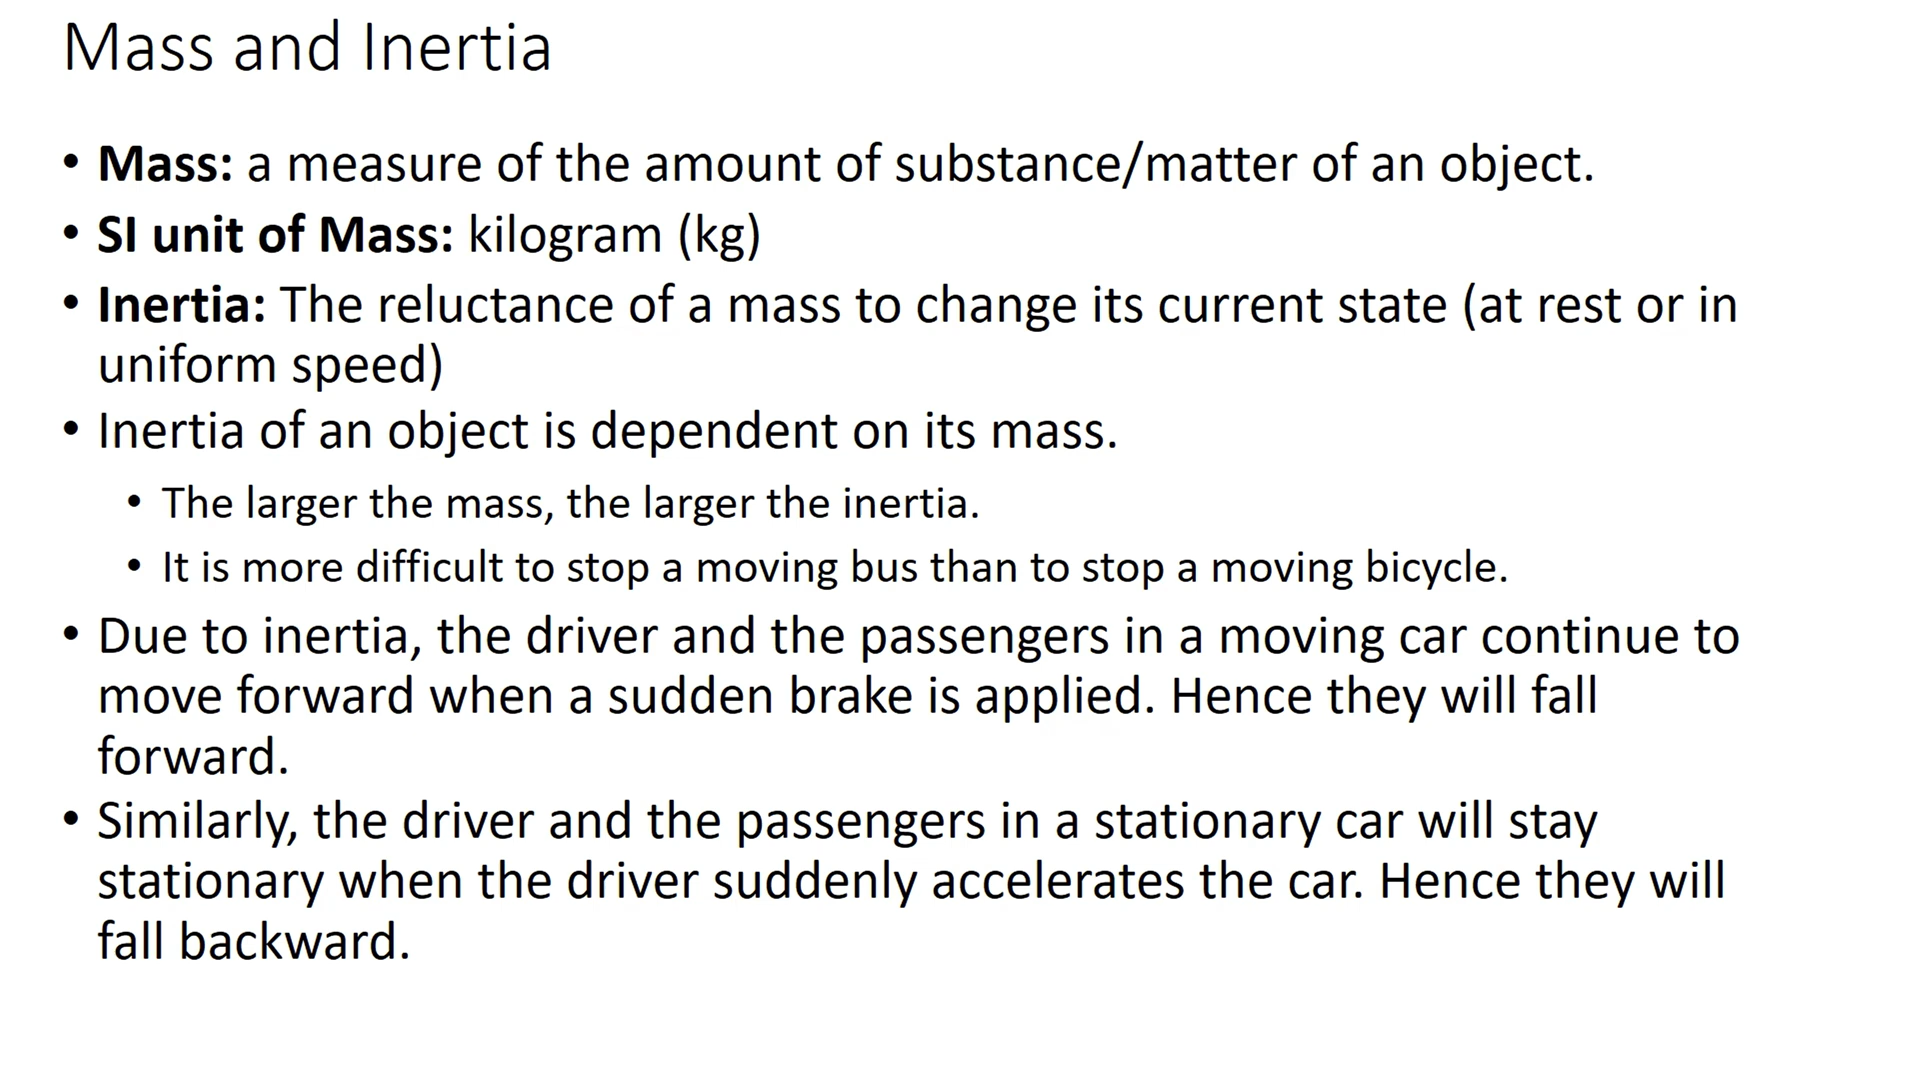 Mass and Inertia
• Mass: a measure of the amount of substance/matter of an object.
• SI unit of Mass: kilogram (kg)
• Inertia: The reluctance of a mass to change its current state (at rest or in
uniform speed)
• Inertia of an object is dependent on its mass.
• The larger the mass, the larger the inertia.
• It is more difficult to stop a moving bus than to stop a moving bicycle.
• Due to inertia, the driver and the passengers in a moving car continue to
move forward when a sudden brake is applied. Hence they will fall
forward.
• Similarly, the driver and the passengers in a stationary car will stay
stationary when the driver suddenly accelerates the car. Hence they will
fall backward.